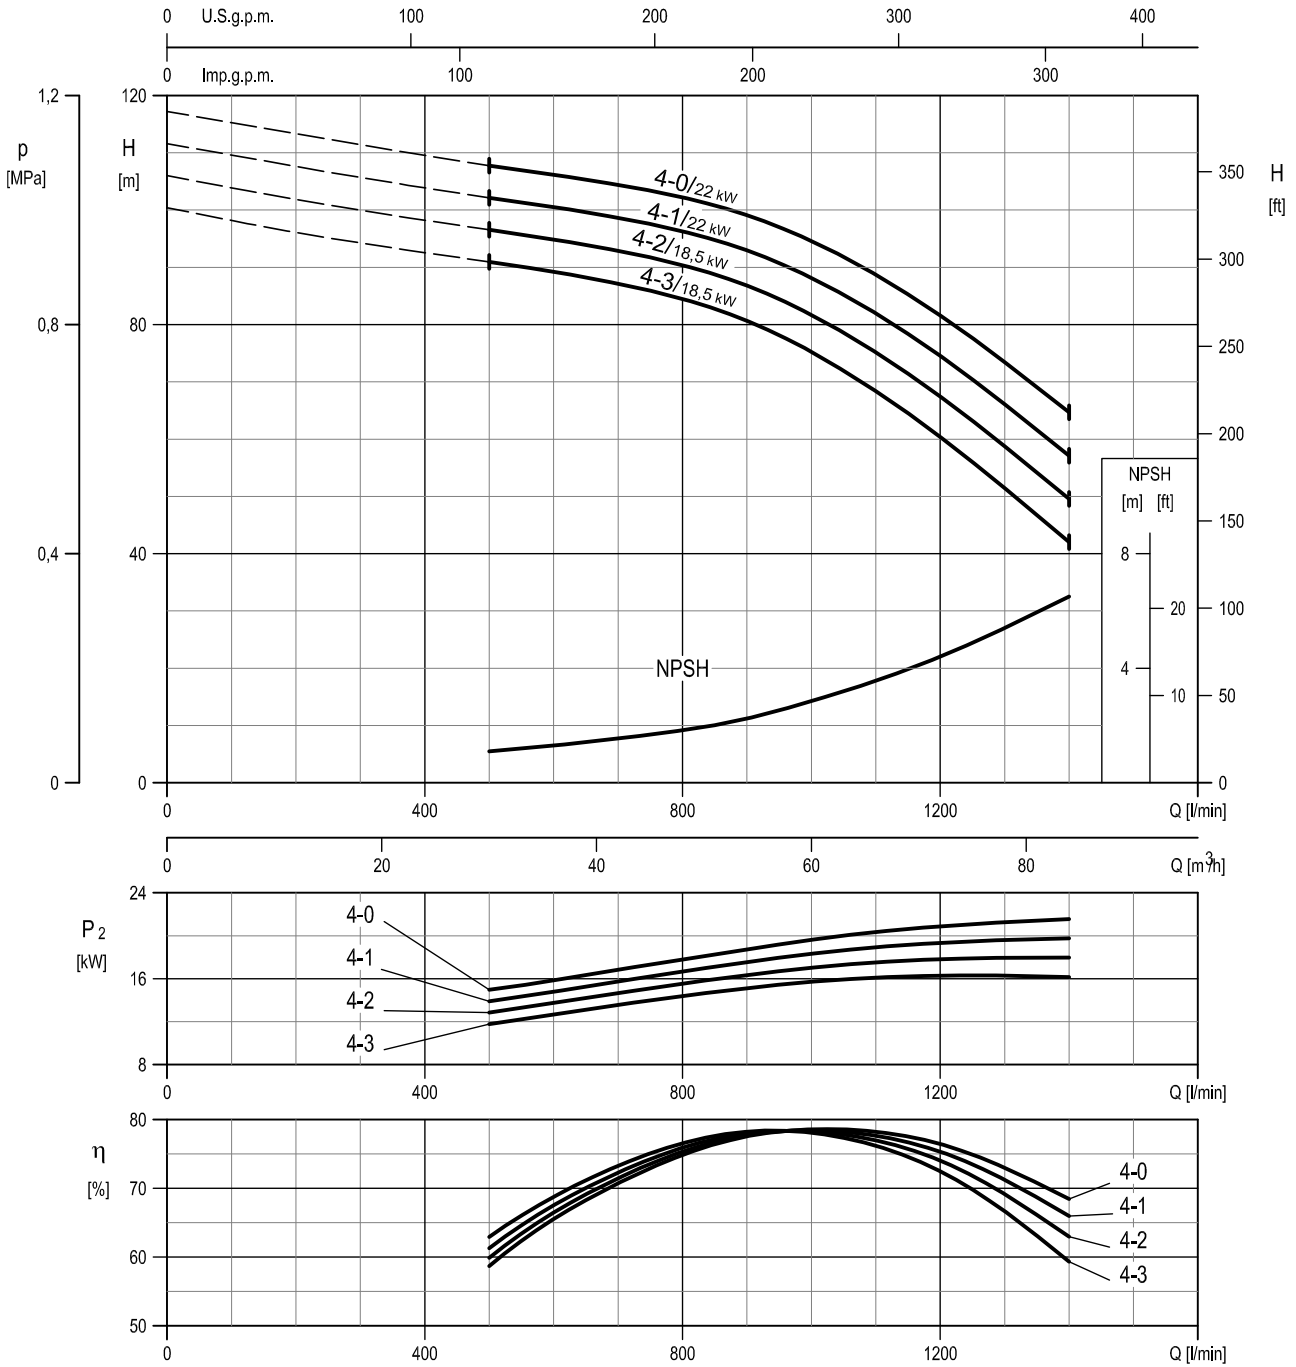 0 U.S.g.p.m. 100 200 300 400
0 Imp.g.p.m. 100 200 300
1,2 120
p H
[MPa] [m]
350 H
[ft]
4-0/22 kW
4-1/22 kW
4-2/18,5 kW
4-3/18,5 kW
300
0,8 80
250
200
NPSH
[m] [ft]
150
0,4 40 8
20 100
NPSH 4
10 50
0 0 0
0 400 800 1200 Q [l/min]
0 20 40 60 80 Q [m³/h]
24
P2
[kW]
4-0
4-1
16
4-2
4-3
8
0 400 800 1200 Q [l/min]
80
η
[%]
70
4-0
4-1
4-2
60
4-3
50
0 400 800 1200 Q [l/min]